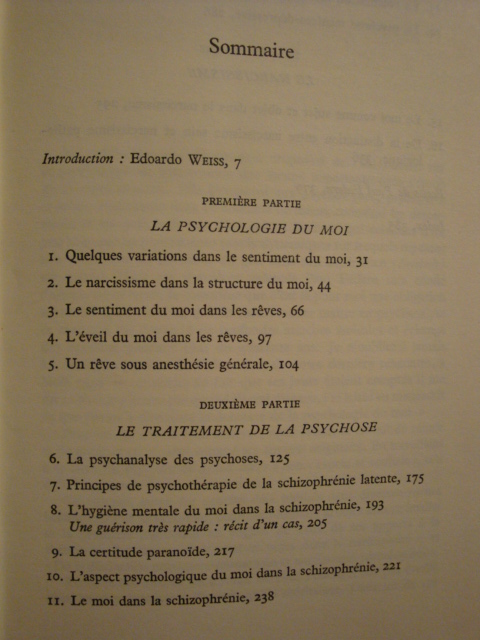 Sommaire
Introduction : Edoardo WEISS, 7
PREMIÈRE PARTIE
LA PSYCHOLOGIE DU MOI
1. Quelques variations dans le sentiment du moi, 31
2. Le narcissisme dans la structure du moi, 44
3. Le sentiment du moi dans les rêves, 66
4. L'éveil du moi dans les rêves, 97
5. Un rêve sous anesthésie générale, 104
DEUXIÈME PARTIE
LE TRAITEMENT DE LA PSYCHOSE
6. La psychanalyse des psychoses, 125
7. Principes de psychothérapie de la schizophrénie latente, 175
8. L'hygiène mentale du moi dans la schizophrénie, 193
Une guérison très rapide : récit d'un cas, 205
9. La certitude paranoïde, 217
10. L'aspect psychologique du moi dans la schizophrénie, 221
11. Le moi dans la schizophrénie, 238